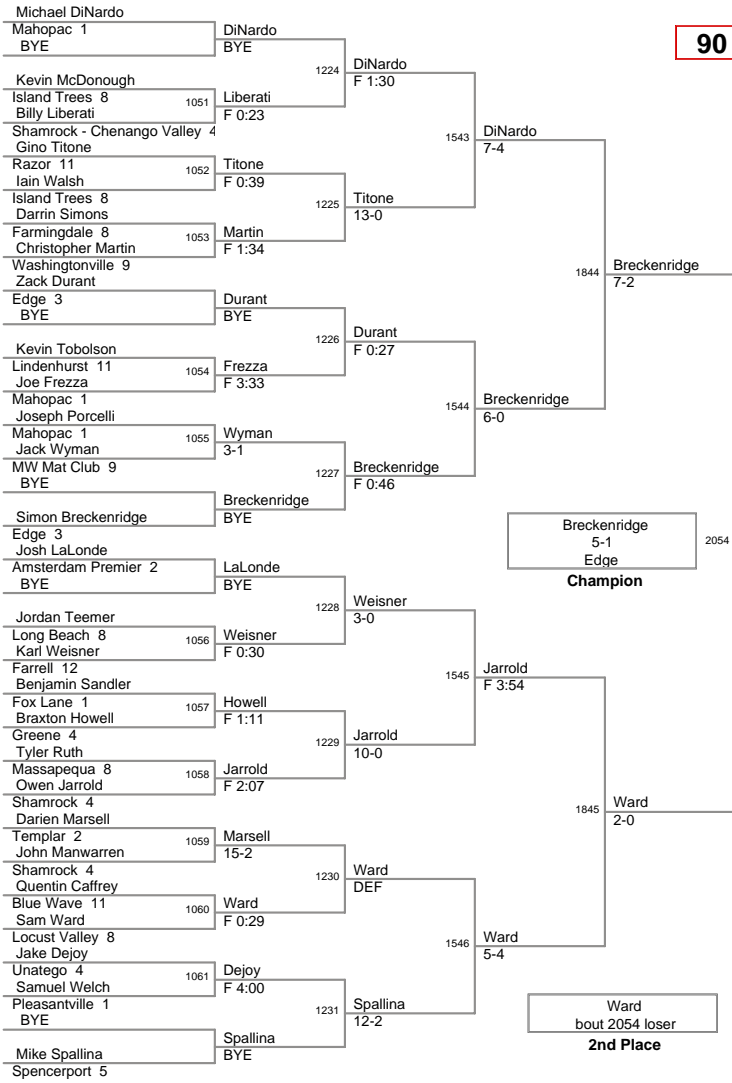 Michael DiNardo
Mahopac 1
BYE
Kevin McDonough
Island Trees 8
Billy Liberati
Shamrock - Chenango Valley 4
Gino Titone
Razor 11
Iain Walsh
Island Trees 8
Darrin Simons
Farmingdale 8
Christopher Martin
Washingtonville 9
Zack Durant
Edge 3
BYE
Kevin Tobolson
Lindenhurst 11
Joe Frezza
Mahopac 1
Joseph Porcelli
Mahopac 1
Jack Wyman
MW Mat Club 9
BYE
Simon Breckenridge
Edge 3
Josh LaLonde
Amsterdam Premier 2
BYE
Jordan Teemer
Long Beach 8
Karl Weisner
Farrell 12
Benjamin Sandler
Fox Lane 1
Braxton Howell
Greene 4
Tyler Ruth
Massapequa 8
Owen Jarrold
Shamrock 4
Darien Marsell
Templar 2
John Manwarren
Shamrock 4
Quentin Caffrey
Blue Wave 11
Sam Ward
Locust Valley 8
Jake Dejoy
Unatego 4
Samuel Welch
Pleasantville 1
BYE
Mike Spallina
Spencerport 5
1051
1052
1053
1054
1055
1056
1057
1058
1059
1060
1061
DiNardo
BYE
Liberati
F 0:23
Titone
F 0:39
Martin
F 1:34
Durant
BYE
Frezza
F 3:33
Wyman
3-1
Breckenridge
BYE
LaLonde
BYE
Weisner
F 0:30
Howell
F 1:11
Jarrold
F 2:07
Marsell
15-2
Ward
F 0:29
Dejoy
F 4:00
Spallina
BYE
1224
1225
1226
1227
1228
1229
1230
1231
DiNardo
F 1:30
Titone
13-0
Durant
F 0:27
Breckenridge
F 0:46
Weisner
3-0
Jarrold
10-0
Ward
DEF
Spallina
12-2
1543
1544
1545
1546
DiNardo
7-4
Breckenridge
6-0
Jarrold
F 3:54
Ward
5-4
1844
1845
Breckenridge
7-2
Ward
2-0
90
Breckenridge
5-1
Edge
2054
Champion
Ward
bout 2054 loser
2nd Place